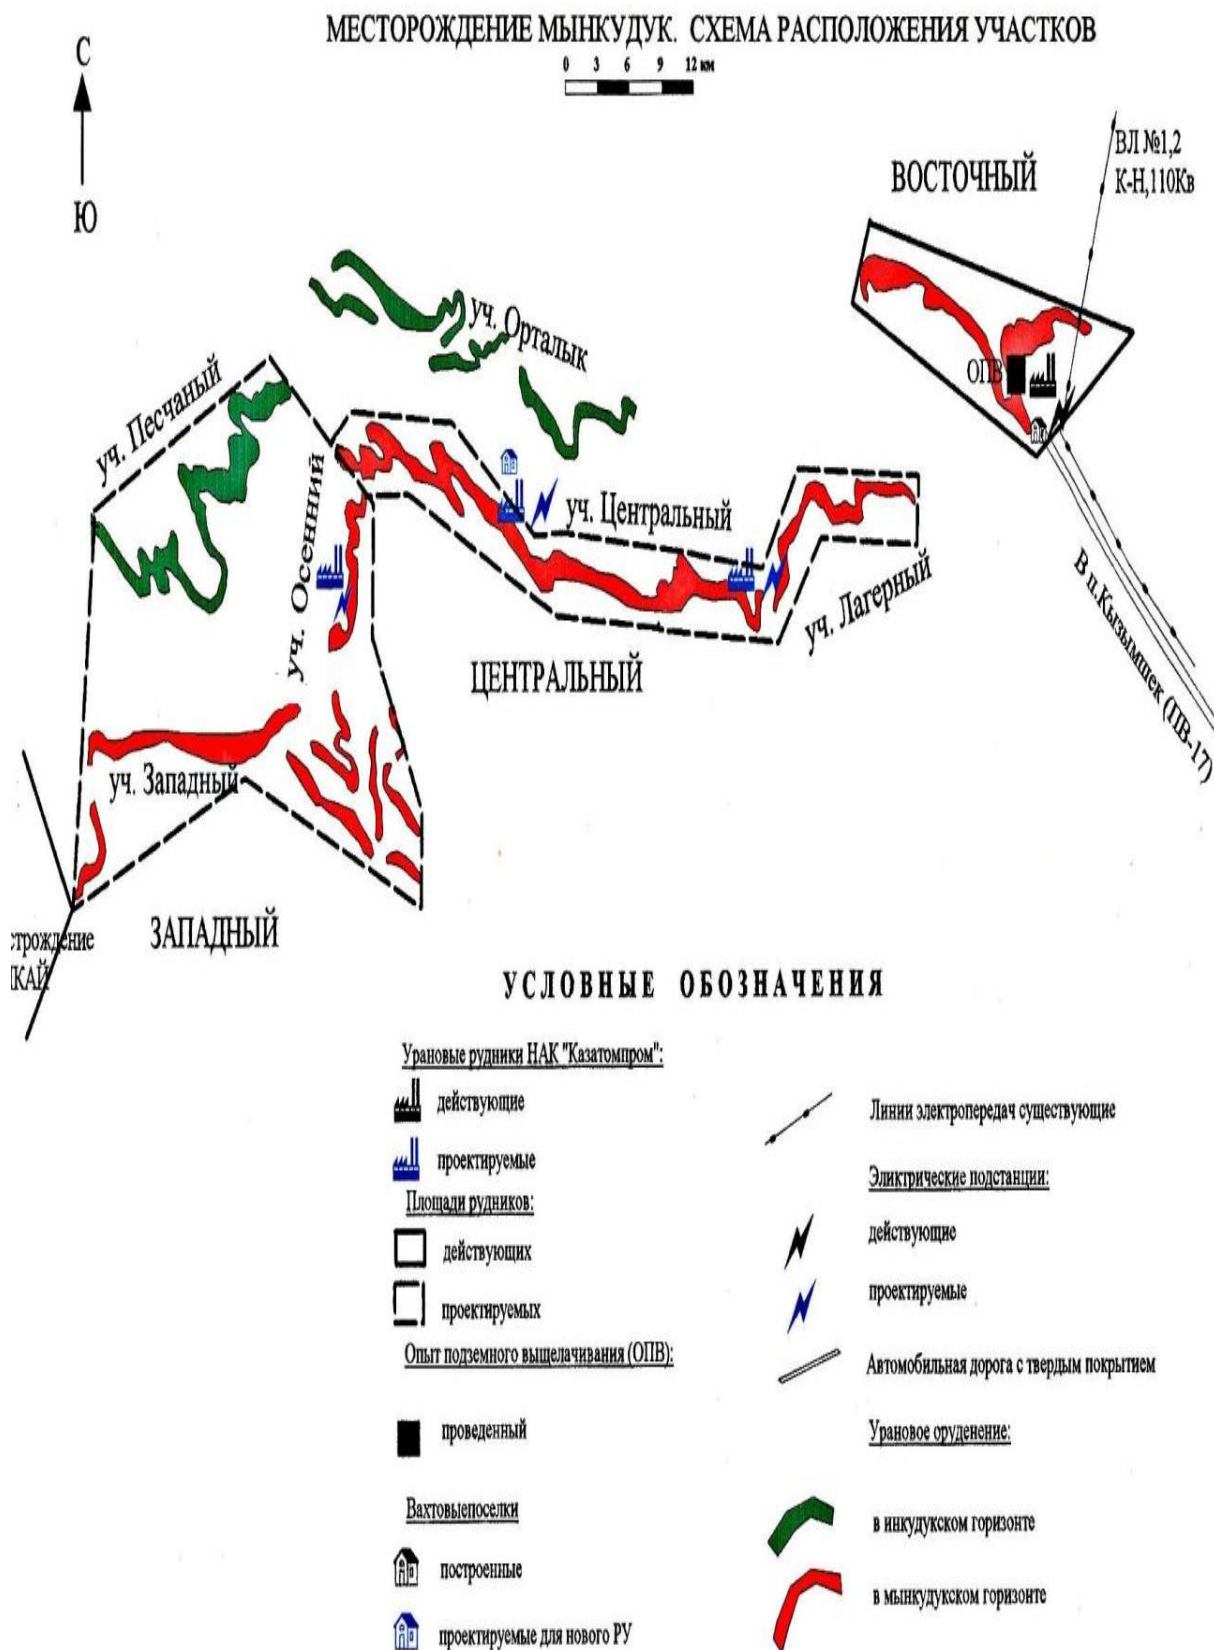 МЕСТОРОЖДЕНИЕ МЫНКУДУК. СХЕМА РАСПОЛОЖЕНИЯ УЧАСТКОВ
0 3 6 9 12 км
С
Ю
ВЛ №1,2
К-Н,110Кв
ВОСТОЧНЫЙ
ОПВ
уч. Орталык
уч. Песчаный
уч. Осенний
уч. Центральный
уч. Лагерный
В п.Кызымшек (ПВ-17)
ЦЕНТРАЛЬНЫЙ
уч. Западный
ЗАПАДНЫЙ
строждение
КАЙ
УСЛОВНЫЕ ОБОЗНАЧЕНИЯ
Урановые рудники НАК "Казатомпром":
действующие
проектируемые
Площади рудников:
действующих
проектируемых
Опыт подземного выщелачивания (ОПВ):
проведенный
Вахтовыепоселки
построенные
проектируемые для нового РУ
Линии электропередач существующие
Эликтрические подстанции:
действующие
проектируемые
Автомобильная дорога с твердым покрытием
Урановое оруденение:
в инкудукском горизонте
в мынкудукском горизонте